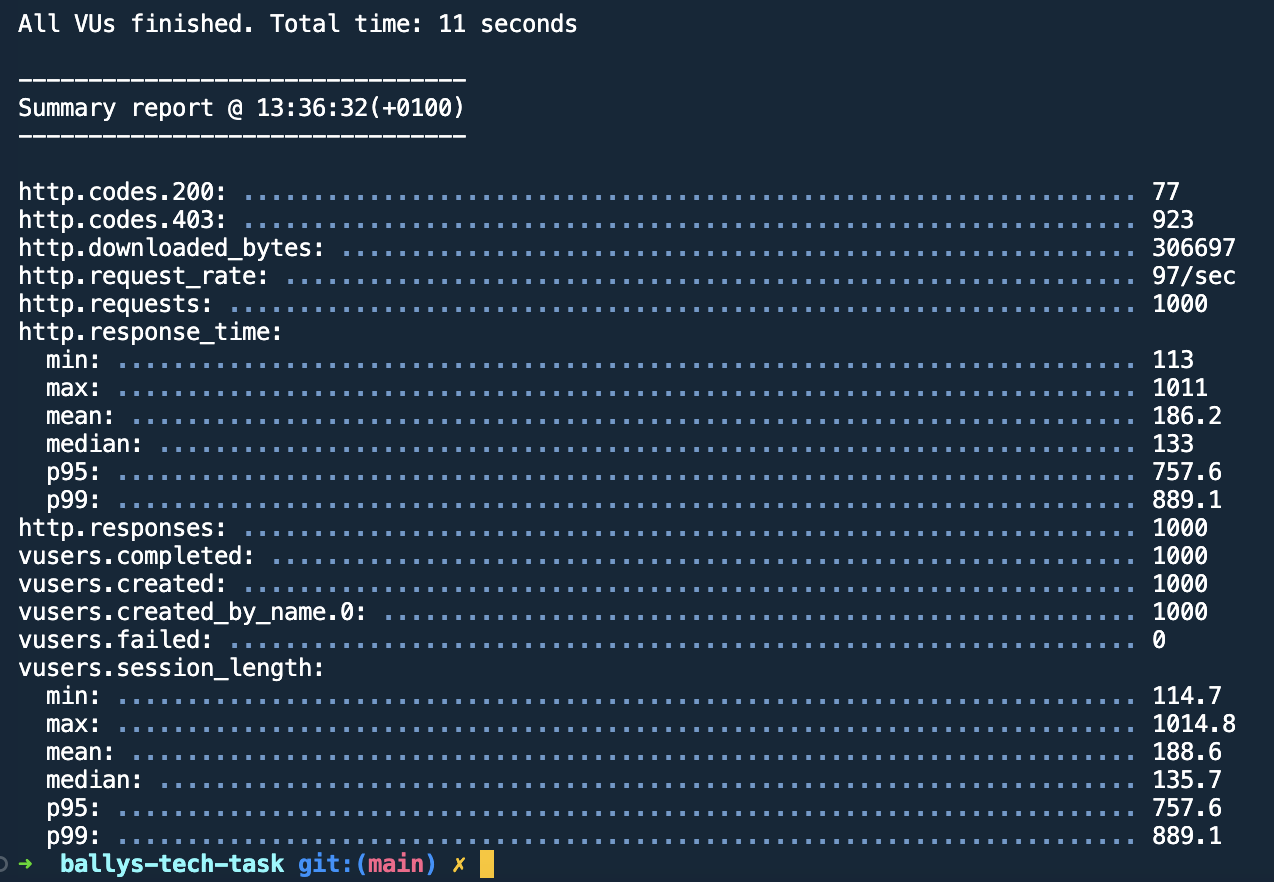 All VUs finished. Total time: 11 seconds
--------------------------------
Summary report @ 13:36:32(+0100)
--------------------------------
http.codes.200: ................................................................ 77
http.codes.403: ................................................................ 923
http.downloaded_bytes: ......................................................... 306697
http.request_rate: ............................................................. 97/sec
http.requests: ................................................................. 1000
http.response_time:
  min: ......................................................................... 113
  max: ......................................................................... 1011
  mean: ........................................................................ 186.2
  median: ...................................................................... 133
  p95: ......................................................................... 757.6
  p99: ......................................................................... 889.1
http.responses: ................................................................ 1000
vusers.completed: .............................................................. 1000
vusers.created: ................................................................ 1000
vusers.created_by_name.0: ...................................................... 1000
vusers.failed: ................................................................. 0
vusers.session_length:
  min: ......................................................................... 114.7
  max: ......................................................................... 1014.8
  mean: ........................................................................ 188.6
  median: ...................................................................... 135.7
  p95: ......................................................................... 757.6
  p99: ......................................................................... 889.1
➜  ballys-tech-task git:(main) ✗